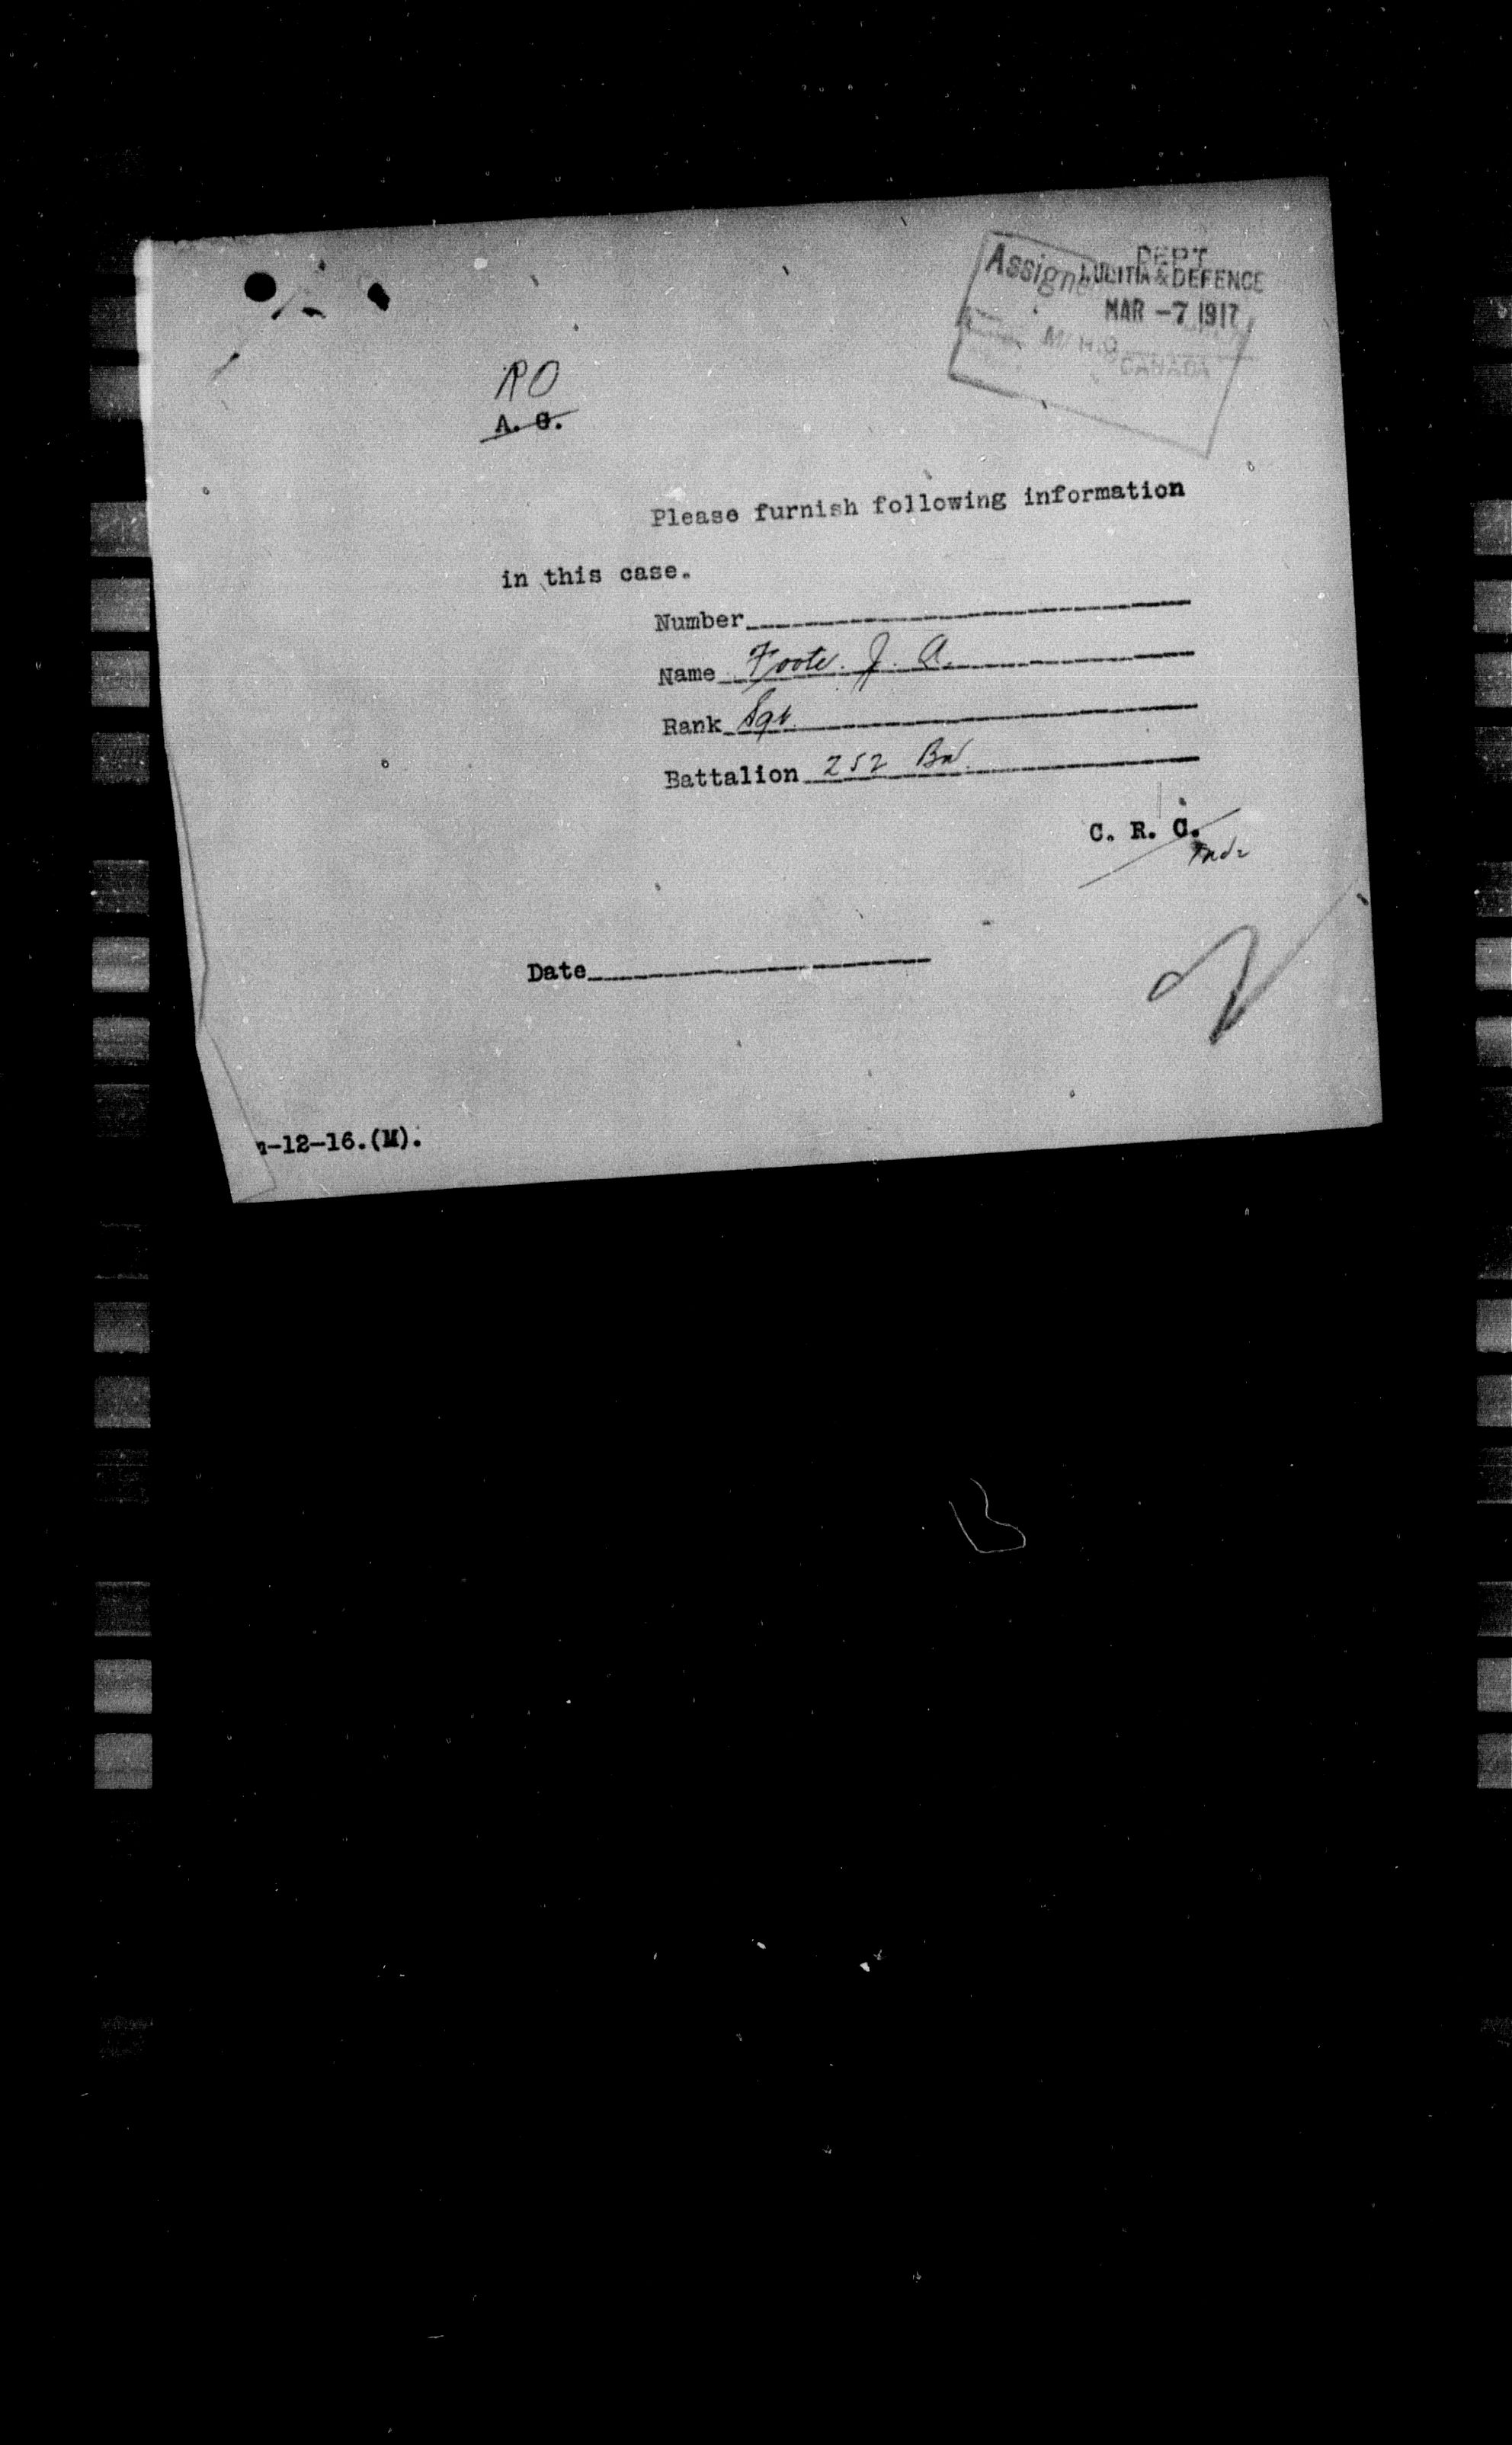 DEPT
MILITIA & DEFENCE
MAR -7 1917
CANADA
M.H.Q.
RO
A. G.
Please furnish following information
in this case.
Number
Name Foote. J. A.
Rank Sgt.
Battalion 252 Bn.
C. R. C.
Date
-12-16.(M).